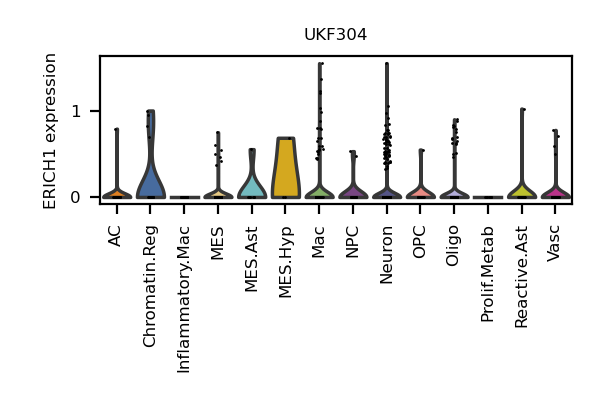 UKF304
ERICH1 expression
1
0
AC
Chromatin.Reg
Inflammatory.Mac
MES
MES.Ast
MES.Hyp
Mac
NPC
Neuron
OPC
Oligo
Prolif.Metab
Reactive.Ast
Vasc